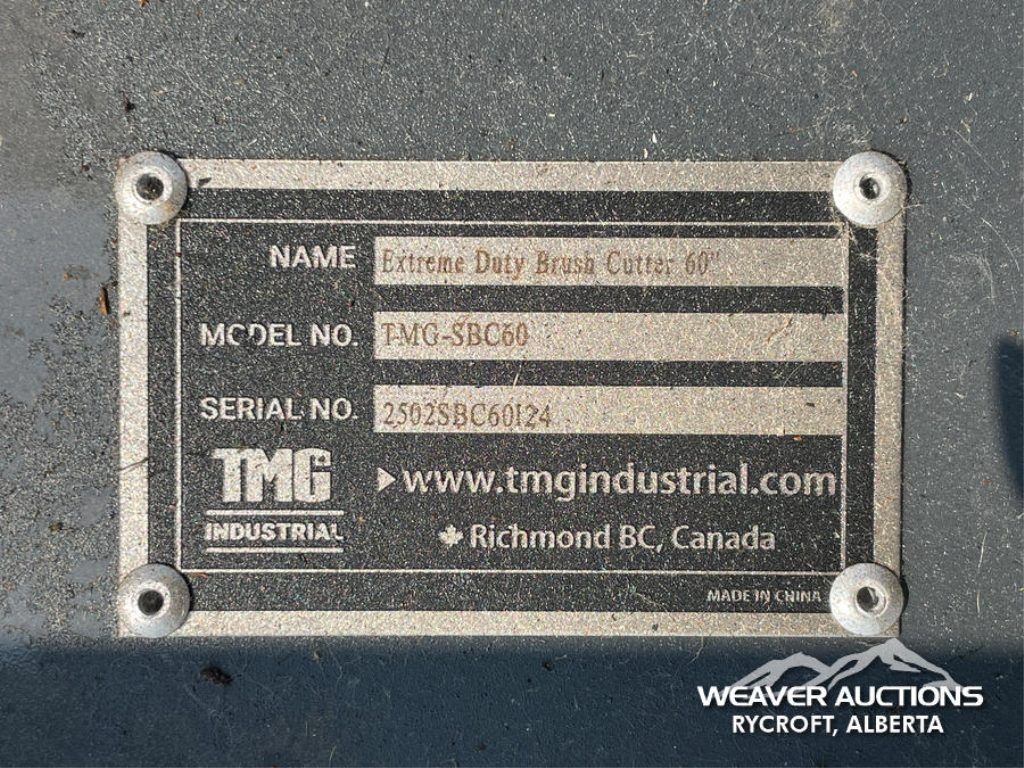 NAME Extreme Duty Brush Cutter 60"
MODEL NO. TMG-SBC60
SERIAL NO. 2502SBC60124
TMG
INDUSTRIAL
www.tmgindustrial.com
Richmond BC, Canada
MADE IN CHINA
WEAVER AUCTIONS
RYCROFT, ALBERTA